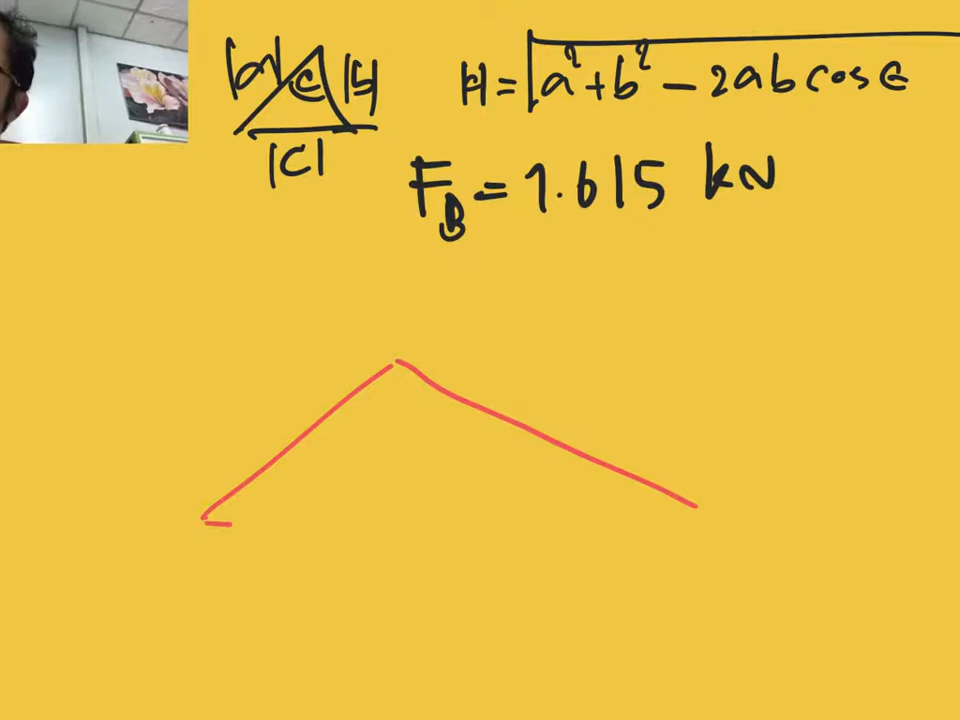 |a| c |b| |c| = √a² + b² - 2ab cos c
|C|
F_B = 1.615 kN